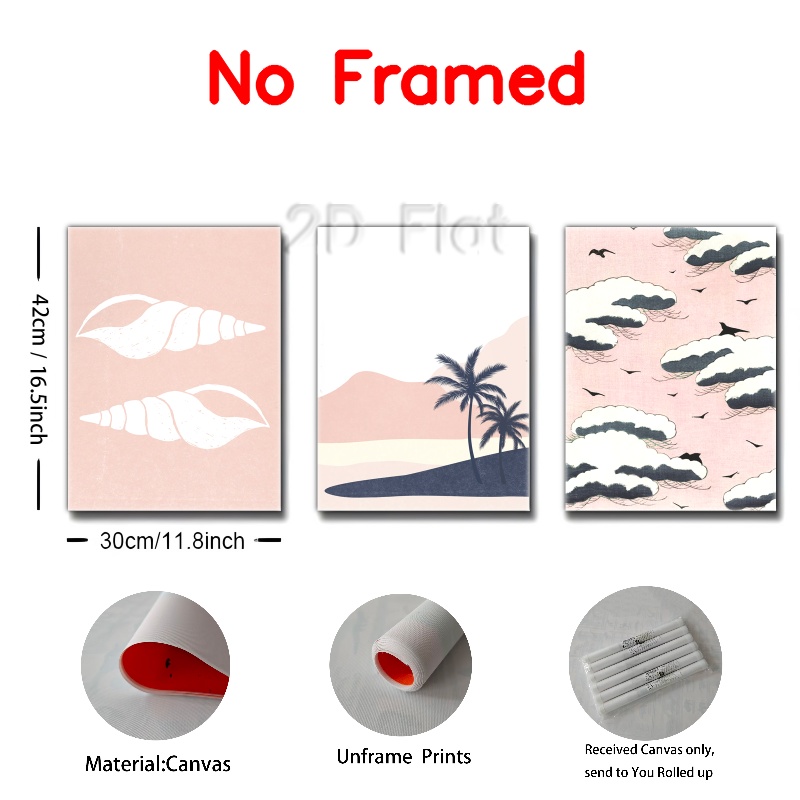 No Framed
2D Flat
42cm / 16.5inch
30cm/11.8inch
Material:Canvas
Unframe Prints
Received Canvas only,
send to You Rolled up